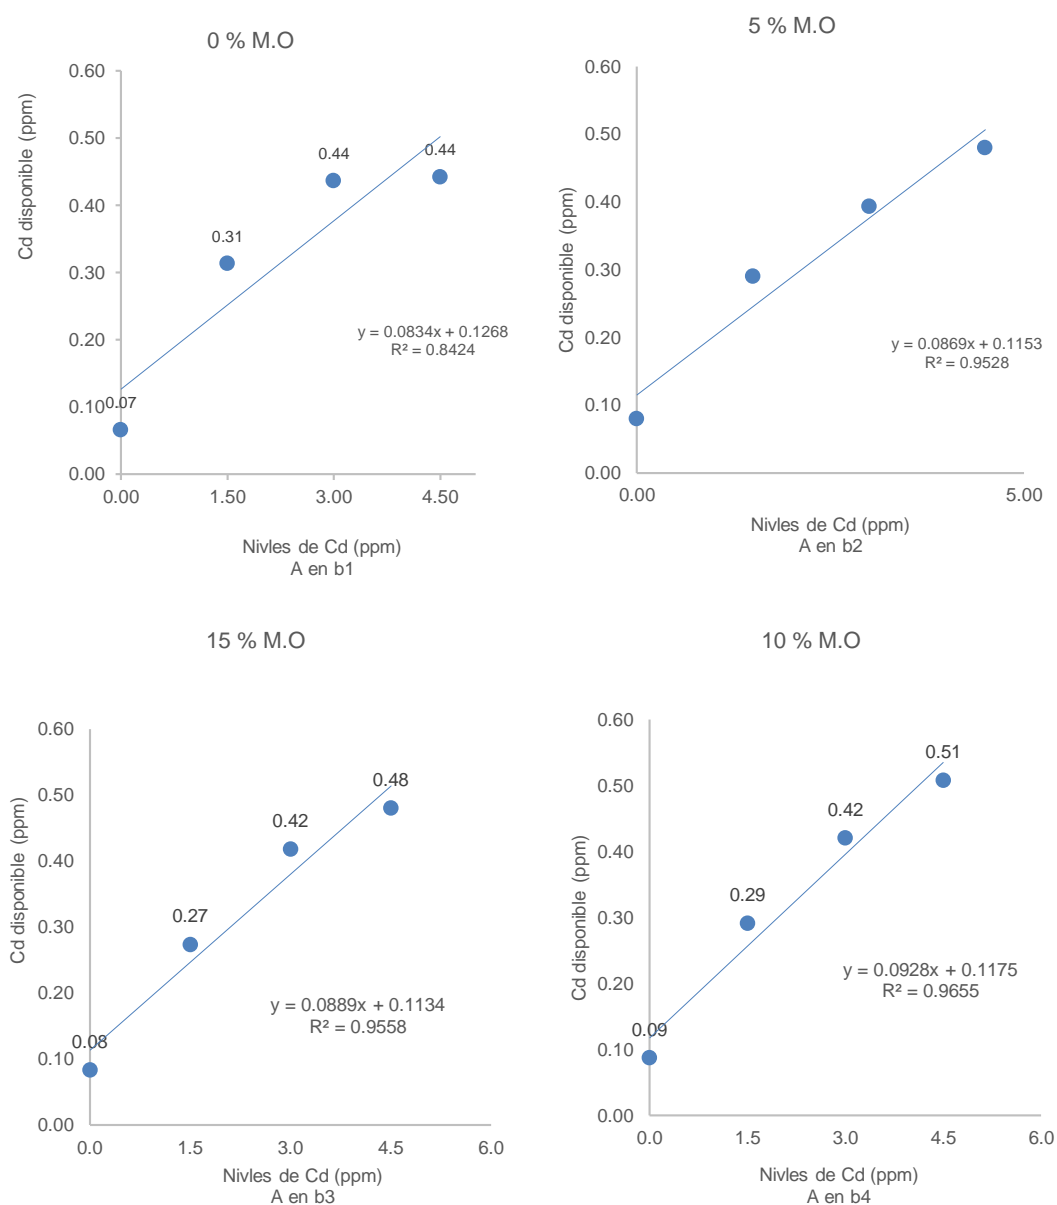 0 % M.O
0.60
0.50
0.40
0.30
0.20
0.10
0.00
Cd disponible (ppm)
0.07
0.31
0.44
0.44
y = 0.0834x + 0.1268
R² = 0.8424
0.00 1.50 3.00 4.50
Nivles de Cd (ppm)
A en b1
5 % M.O
0.60
0.50
0.40
0.30
0.20
0.10
0.00
Cd disponible (ppm)
y = 0.0869x + 0.1153
R² = 0.9528
0.00 5.00
Nivles de Cd (ppm)
A en b2
15 % M.O
0.60
0.50
0.40
0.30
0.20
0.10
0.00
Cd disponible (ppm)
0.08
0.27
0.42
0.48
y = 0.0889x + 0.1134
R² = 0.9558
0.0 1.5 3.0 4.5 6.0
Nivles de Cd (ppm)
A en b3
10 % M.O
0.60
0.50
0.40
0.30
0.20
0.10
0.00
Cd disponible (ppm)
0.09
0.29
0.42
0.51
y = 0.0928x + 0.1175
R² = 0.9655
0.0 1.5 3.0 4.5 6.0
Nivles de Cd (ppm)
A en b4